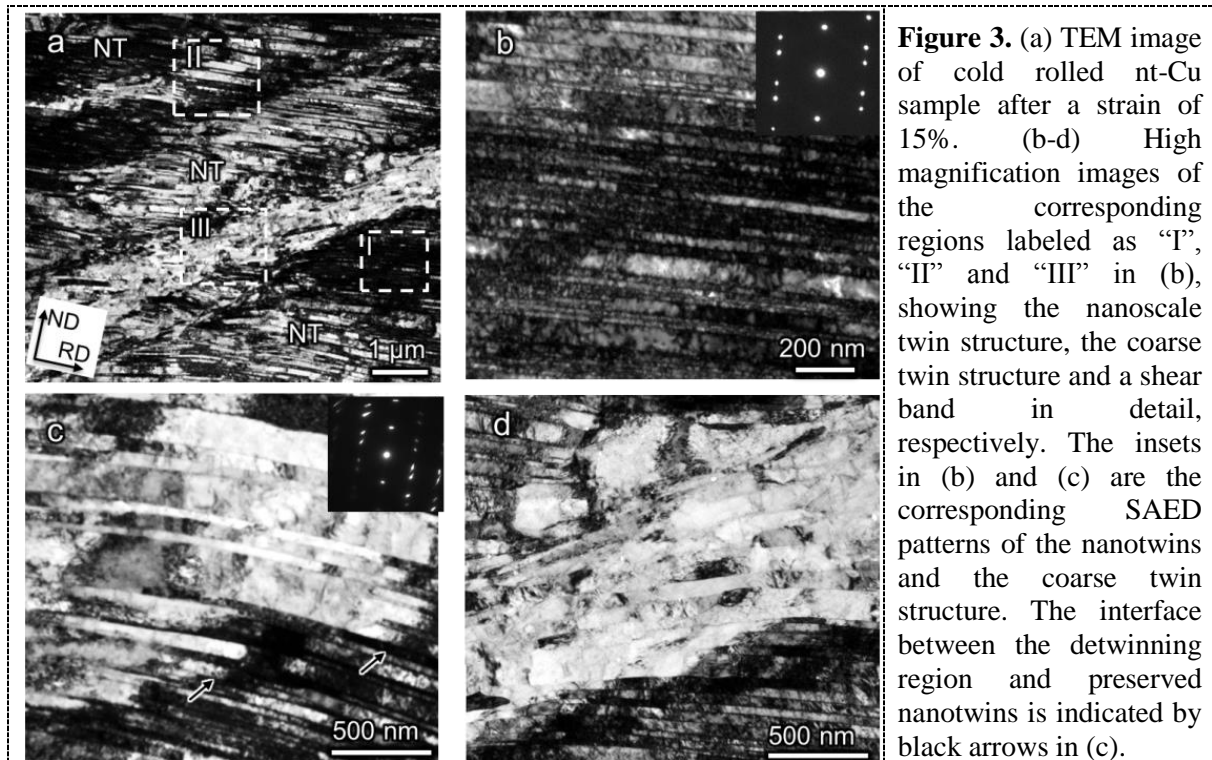 a
NT
II
NT
III
I
NT
ND
RD
1 µm
b
200 nm
c
500 nm
d
500 nm
Figure 3. (a) TEM image
of cold rolled nt-Cu
sample after a strain of
15%. (b-d) High
magnification images of
the corresponding
regions labeled as “I”,
“II” and “III” in (b),
showing the nanoscale
twin structure, the coarse
twin structure and a shear
band in detail,
respectively. The insets
in (b) and (c) are the
corresponding SAED
patterns of the nanotwins
and the coarse twin
structure. The interface
between the detwinning
region and preserved
nanotwins is indicated by
black arrows in (c).